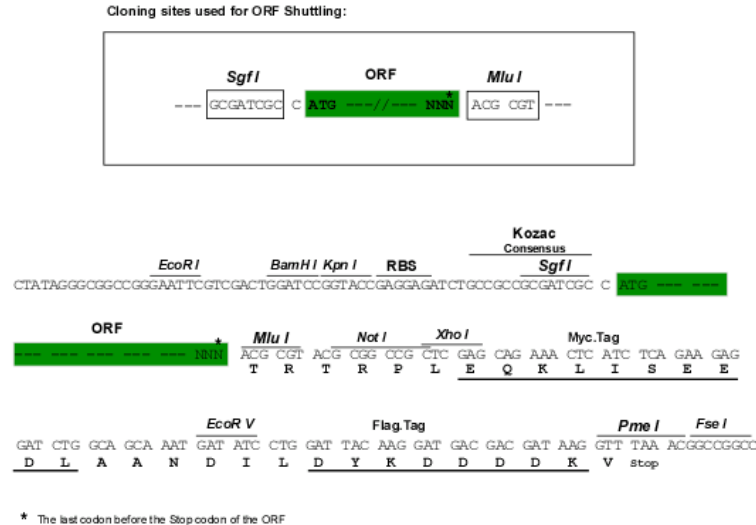 Cloning sites used for ORF Shuttling:
Sgf I ORF Mlu I
*
--- GCGATCGC C ATG ---//--- NNN ACG CGT ---
Kozac
Consensus
EcoR I BamH I Kpn I RBS Sgf I
CTATAGGGCGGCCGGGAATTCGTCGACTGGATCCGGTACCGAGGAGATCTGCCGCCGCGATCGC C ATG --- ---
ORF
* Mlu I Not I Xho I Myc.Tag
--- --- --- --- --- --- NNN ACG CGT ACG CGG CCG CTC GAG CAG AAA CTC ATC TCA GAA GAG
T R T R P L E Q K L I S E E
EcoR V Flag.Tag Pme I Fse I
GAT CTG GCA GCA AAT GAT ATC CTG GAT TAC AAG GAT GAC GAC GAT AAG GTT TAAACGGCCGGCC
D L A A N D I L D Y K D D D D K V Stop
* The last codon before the Stop codon of the ORF